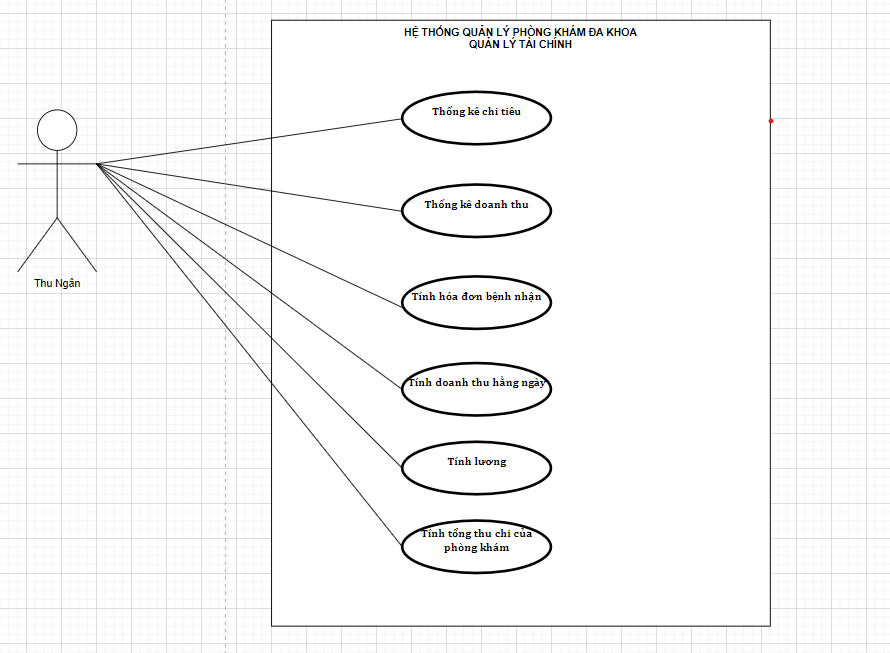 HỆ THỐNG QUẢN LÝ PHÒNG KHÁM ĐA KHOA
QUẢN LÝ TÀI CHÍNH
Thống kê chi tiêu
Thống kê doanh thu
Tính hóa đơn bệnh nhận
Tính doanh thu hằng ngày
Tính lương
Tính tổng thu chi của
phòng khám
Thu Ngân